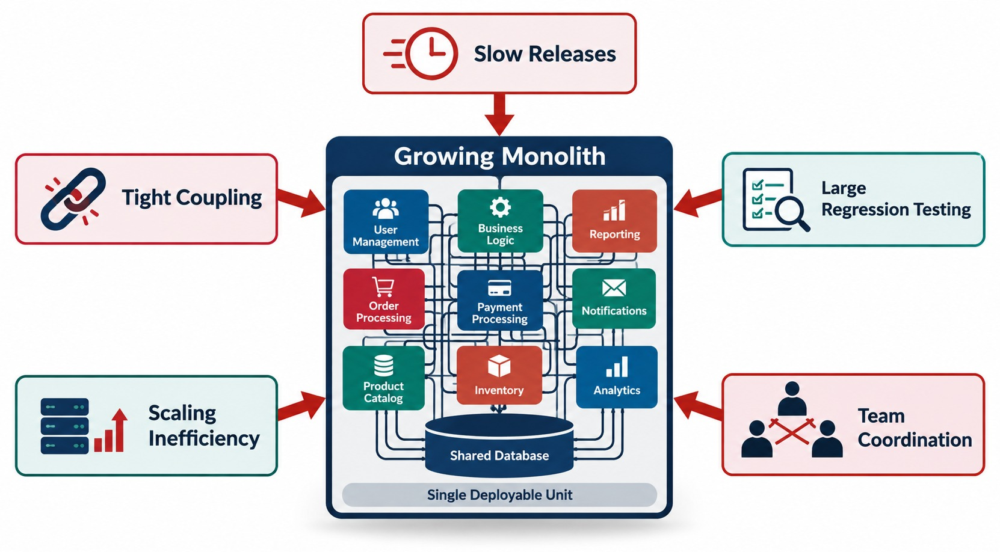 Slow Releases
Growing Monolith
Tight Coupling
Large
Regression Testing
User
Management
Business
Logic
Reporting
Order
Processing
Payment
Processing
Notifications
Product
Catalog
Inventory
Analytics
Scaling
Inefficiency
Team
Coordination
Shared Database
Single Deployable Unit